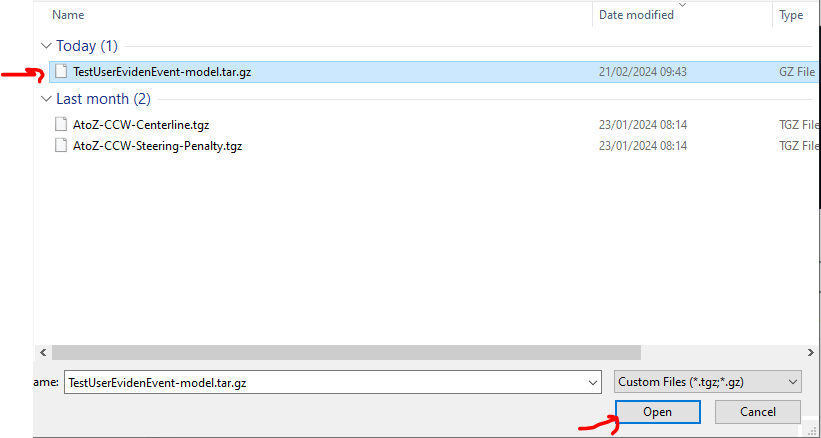 Name Date modified Type
Today (1)
TestUserEvidenEvent-model.tar.gz 21/02/2024 09:43 GZ File
Last month (2)
AtoZ-CCW-Centerline.tgz 23/01/2024 08:14 TGZ File
AtoZ-CCW-Steering-Penalty.tgz 23/01/2024 08:14 TGZ File
ame: TestUserEvidenEvent-model.tar.gz Custom Files (*.tgz;*.gz)
Open Cancel